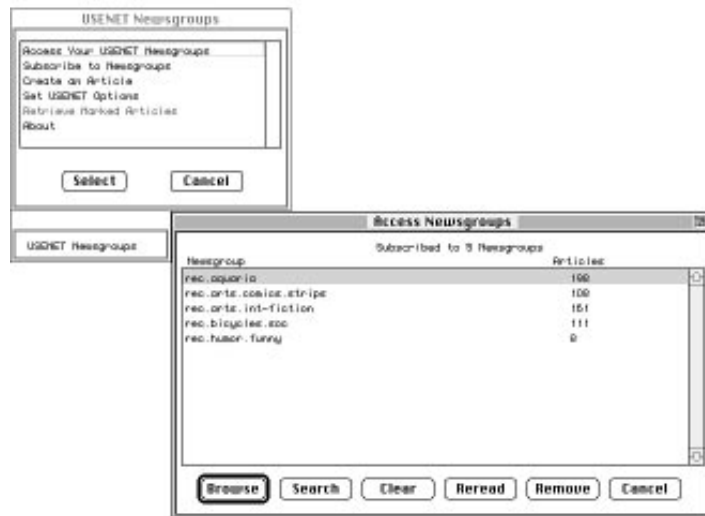 USENET Newsgroups
Access Your USENET Newsgroups
Subscribe to Newsgroups
Create an Article
Set USENET Options
Retrieve Marked Articles
About
Select Cancel
USENET Newsgroups
Access Newsgroups
Subscribed to 5 Newsgroups
Newsgroup Articles
rec.aquaria
rec.arts.comics.strips 108
rec.arts.int-fiction 151
rec.bicycles.soc 111
rec.humor.funny 8
Browse Search Clear Reread Remove Cancel